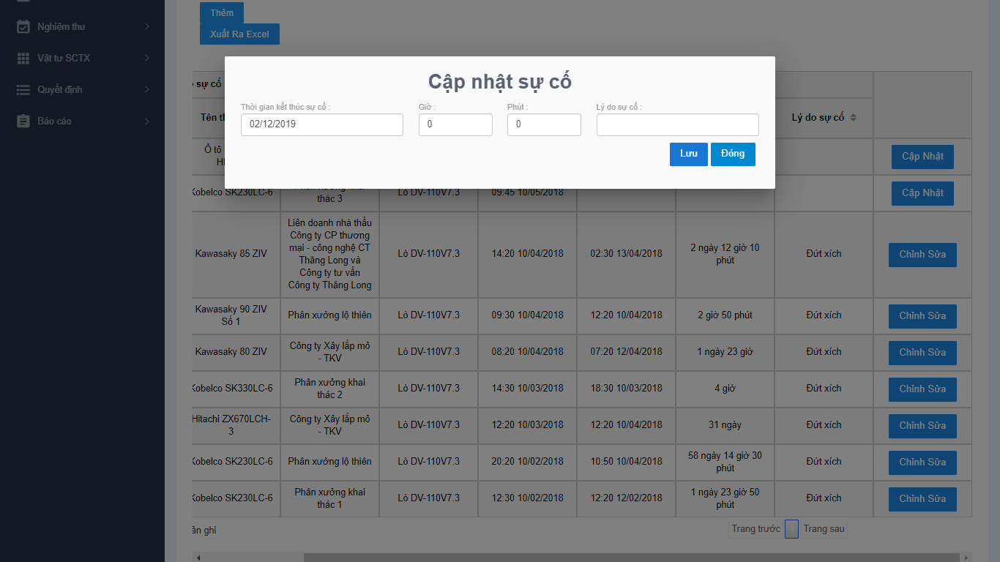 Thêm
Xuất Ra Excel
Nghiệm thu
Vật tư SCTX
Quyết định
Báo cáo
Cập nhật sự cố
Thời gian kết thúc sự cố :
Giờ :
Phút :
Lý do sự cố :
02/12/2019
0
0
Lưu
Đóng
sự cố
Tên
Lý do sự cố
Ô tô
Cập Nhật
Kobelco SK230LC-6
Phân xưởng khai
thác 3
Lò DV-110V7.3
09:45 10/05/2018
Cập Nhật
Kawasaky 85 ZIV
Liên doanh nhà thầu
Công ty CP thương
mại - công nghệ CT
Thăng Long và
Công ty tư vấn
Công ty Thăng Long
Lò DV-110V7.3
14:20 10/04/2018
02:30 13/04/2018
2 ngày 12 giờ 10
phút
Đứt xích
Chỉnh Sửa
Kawasaky 90 ZIV
Số 1
Phân xưởng lộ thiên
Lò DV-110V7.3
09:30 10/04/2018
12:20 10/04/2018
2 giờ 50 phút
Đứt xích
Chỉnh Sửa
Kawasaky 80 ZIV
Công ty Xây lắp mỏ
- TKV
Lò DV-110V7.3
08:20 10/04/2018
07:20 12/04/2018
1 ngày 23 giờ
Đứt xích
Chỉnh Sửa
Kobelco SK330LC-6
Phân xưởng khai
thác 2
Lò DV-110V7.3
14:30 10/03/2018
18:30 10/03/2018
4 giờ
Đứt xích
Chỉnh Sửa
Hitachi ZX670LCH-
3
Công ty Xây lắp mỏ
- TKV
Lò DV-110V7.3
12:20 10/03/2018
12:20 10/04/2018
31 ngày
Đứt xích
Chỉnh Sửa
Kobelco SK230LC-6
Phân xưởng lộ thiên
Lò DV-110V7.3
20:20 10/02/2018
10:50 10/04/2018
58 ngày 14 giờ 30
phút
Đứt xích
Chỉnh Sửa
Kobelco SK230LC-6
Phân xưởng khai
thác 1
Lò DV-110V7.3
12:30 10/02/2018
12:20 12/02/2018
1 ngày 23 giờ 50
phút
Đứt xích
Chỉnh Sửa
ản ghi
Trang trước
1
Trang sau